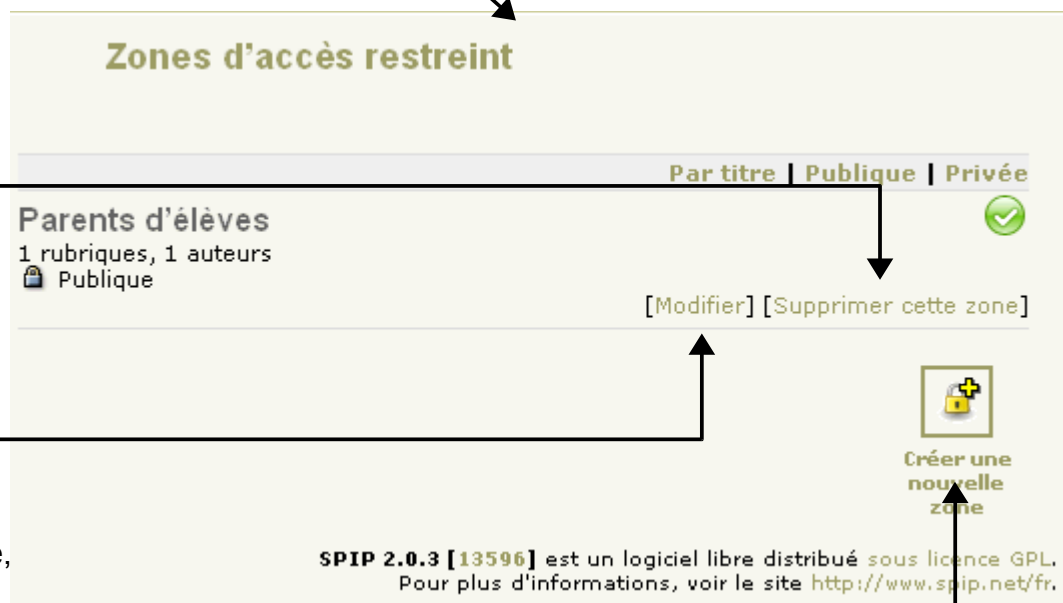 Zones d'accès restreint
Par titre | Publique | Privée
Parents d'élèves
1 rubriques, 1 auteurs
Publique
[Modifier] [Supprimer cette zone]
Créer une
nouvelle
zone
SPIP 2.0.3 [13596] est un logiciel libre distribué sous licence GPL.
Pour plus d'informations, voir le site http://www.spip.net/fr.